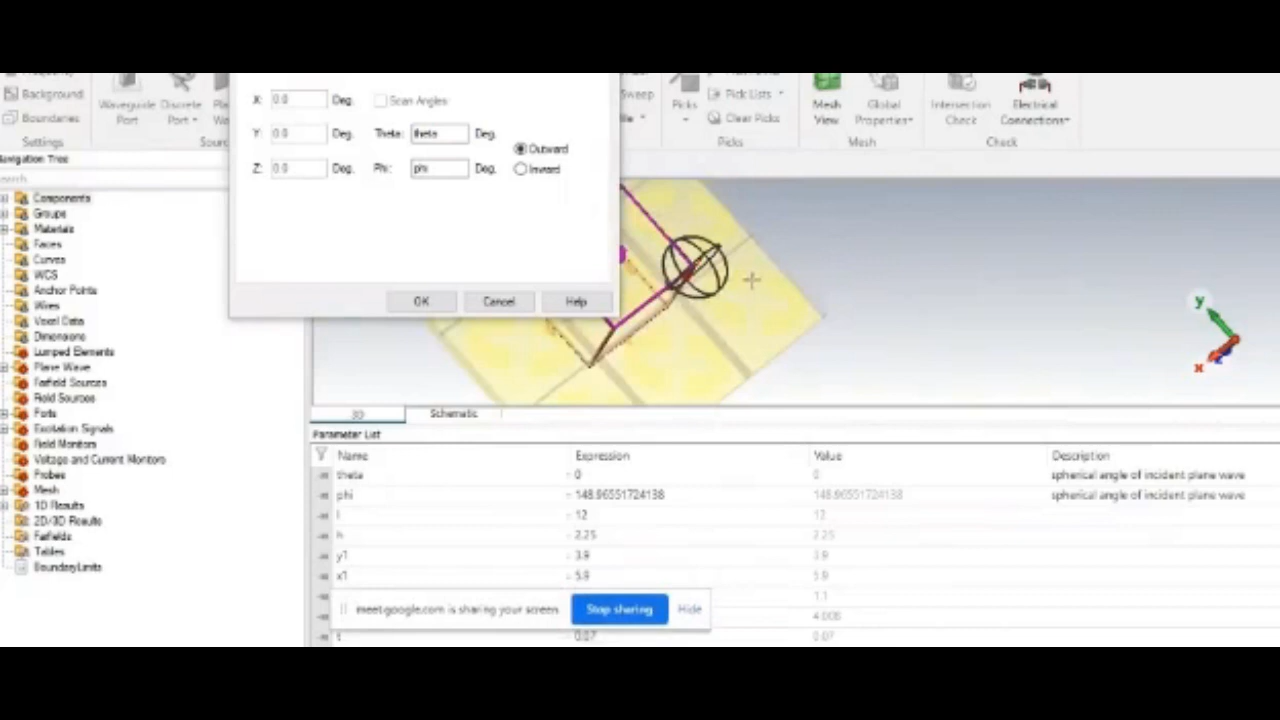 Background
Boundaries
Settings
Waveguide Port
Discrete Port
Sweep
Picks
Pick Lists
Clear Picks
Picks
Mesh View
Global Properties
Mesh
Intersection Check
Electrical Connections
Check
X: 0.0 Deg. Scan Angles
Y: 0.0 Deg. Theta: theta Deg.
Outward
Z: 0.0 Deg. Phi: phi Deg.
Inward
OK Cancel Help
Navigation Tree
Components
Groups
Materials
Faces
Curves
WCS
Anchor Points
Wires
Voxel Data
Dimensions
Lumped Elements
Plane Wave
Farfield Sources
Field Sources
Ports
Excitation Signals
Field Monitors
Voltage and Current Monitors
Probes
Mesh
1D Results
2D/3D Results
Farfields
Tables
BoundaryLimits
y
x
3D Schematic
Parameter List
Name Expression Value Description
theta = 0 0 spherical angle of incident plane wave
phi = 148.96551724138 148.96551724138 spherical angle of incident plane wave
l = 12 12
h = 2.25 2.25
y1 = 3.9 3.9
x1 = 5.9 5.9
1.1
meet.google.com is sharing your screen. Stop sharing Hide
t = 0.07 0.07